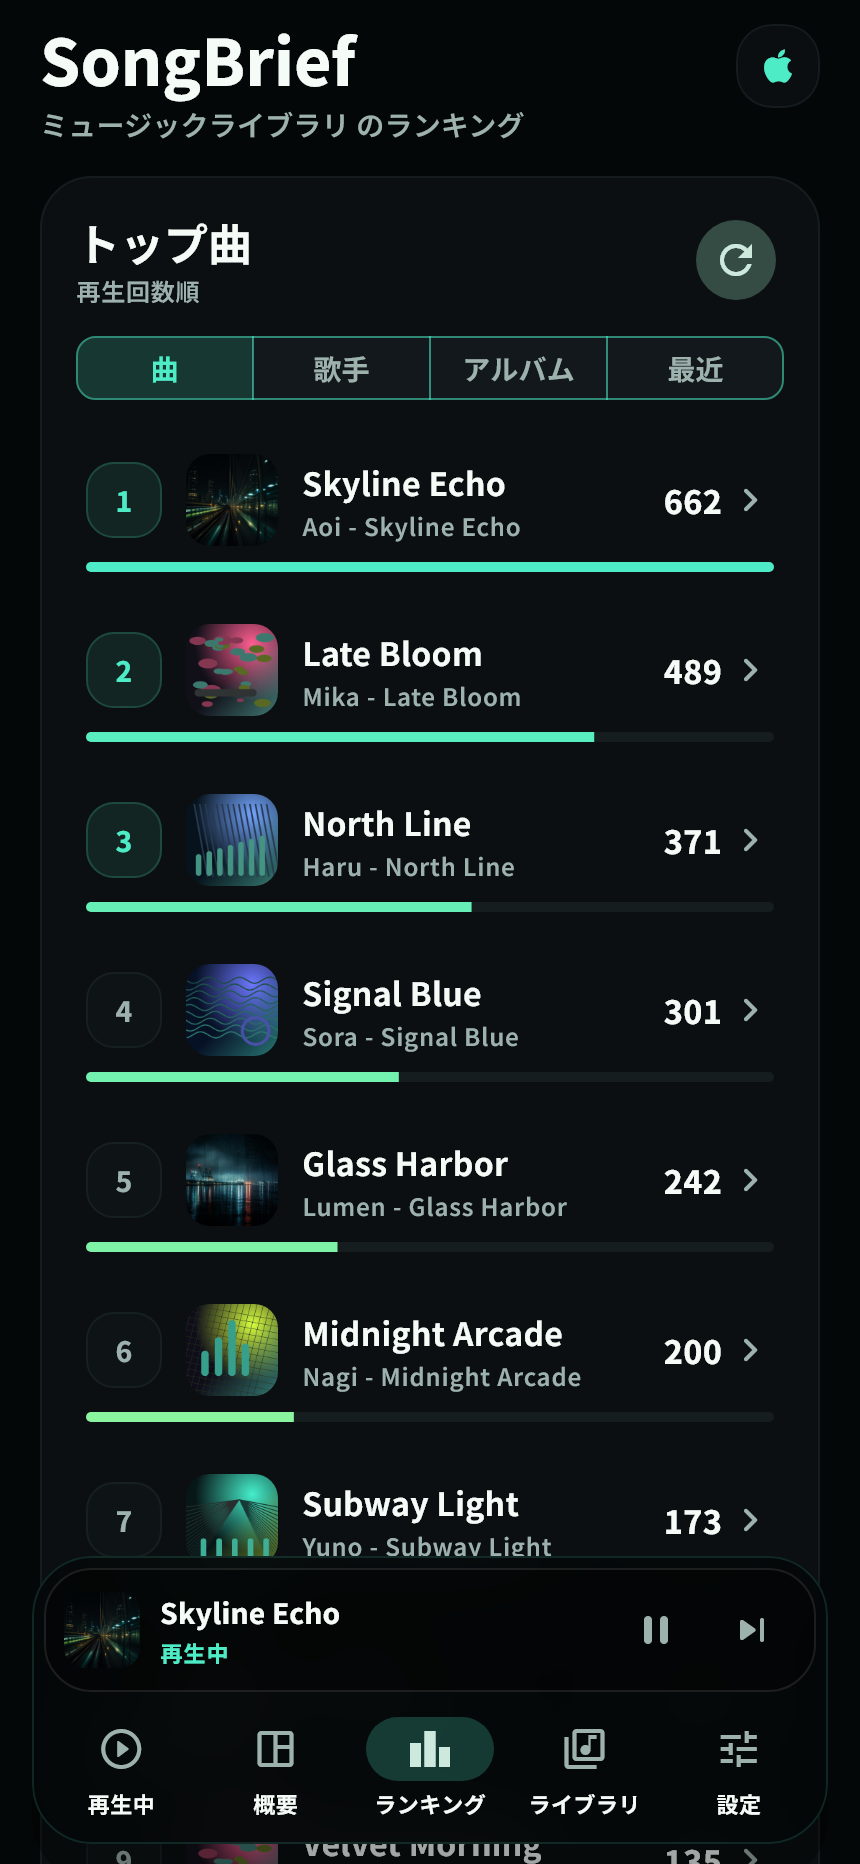 SongBrief
ミュージックライブラリ のランキング
トップ曲
再生回数順
曲 歌手 アルバム 最近
1 Skyline Echo 662
Aoi - Skyline Echo
2 Late Bloom 489
Mika - Late Bloom
3 North Line 371
Haru - North Line
4 Signal Blue 301
Sora - Signal Blue
5 Glass Harbor 242
Lumen - Glass Harbor
6 Midnight Arcade 200
Nagi - Midnight Arcade
7 Subway Light 173
Yuno - Subway Light
Skyline Echo
再生中
再生中 概要 ランキング ライブラリ 設定
9 Velvet Morning 135